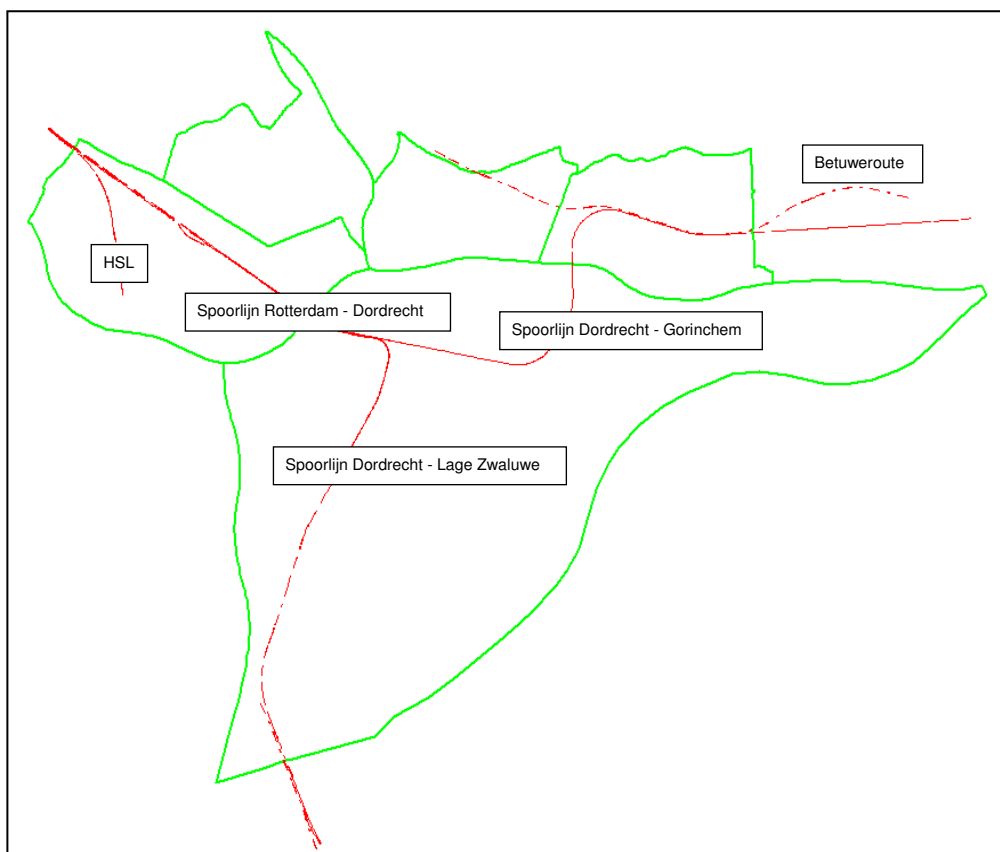 Betuweroute
HSL
Spoorlijn Rotterdam - Dordrecht
Spoorlijn Dordrecht - Gorinchem
Spoorlijn Dordrecht - Lage Zwaluwe